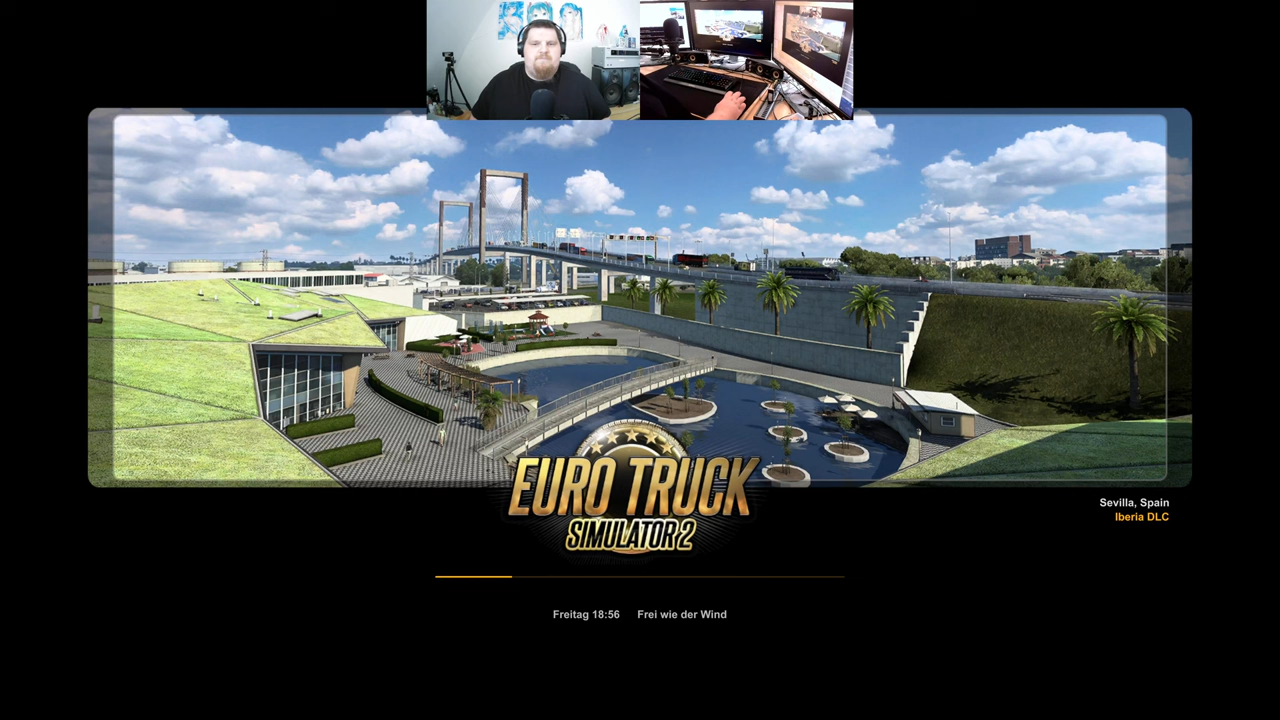 EURO TRUCK
SIMULATOR 2
Sevilla, Spain
Iberia DLC
Freitag 18:56 Frei wie der Wind